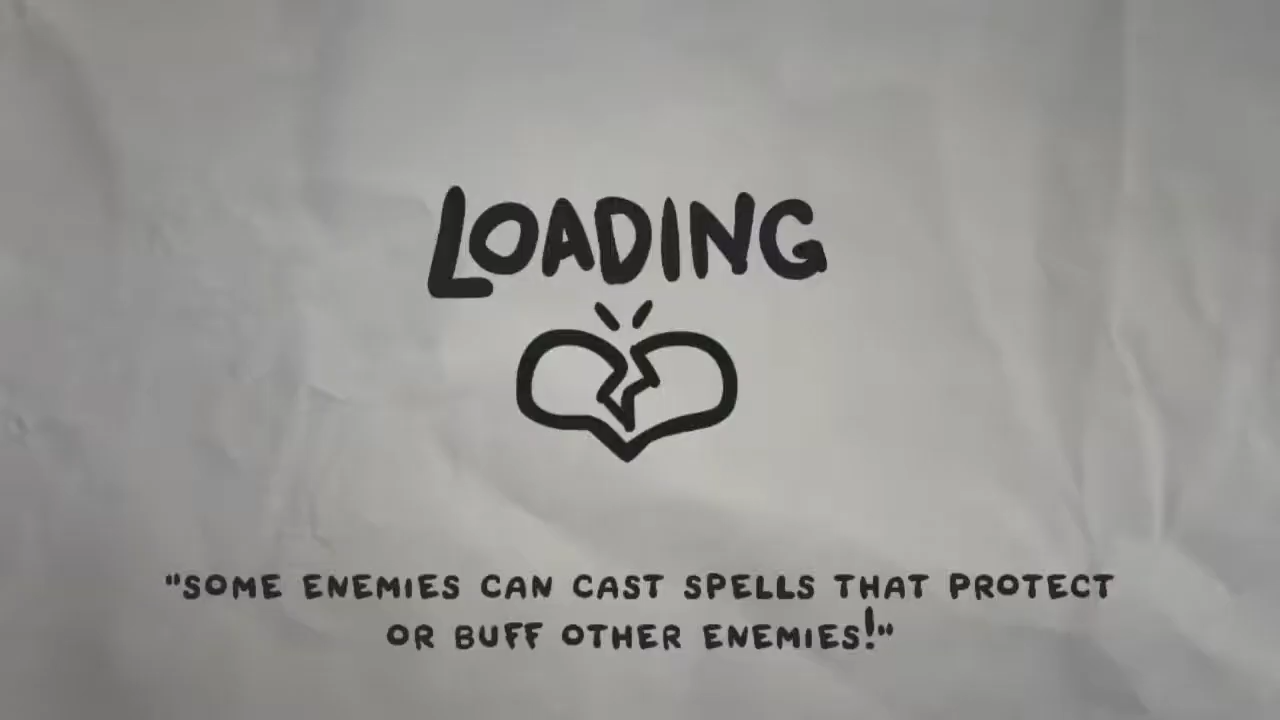 LOADING
"SOME ENEMIES CAN CAST SPELLS THAT PROTECT
OR BUFF OTHER ENEMIES!"